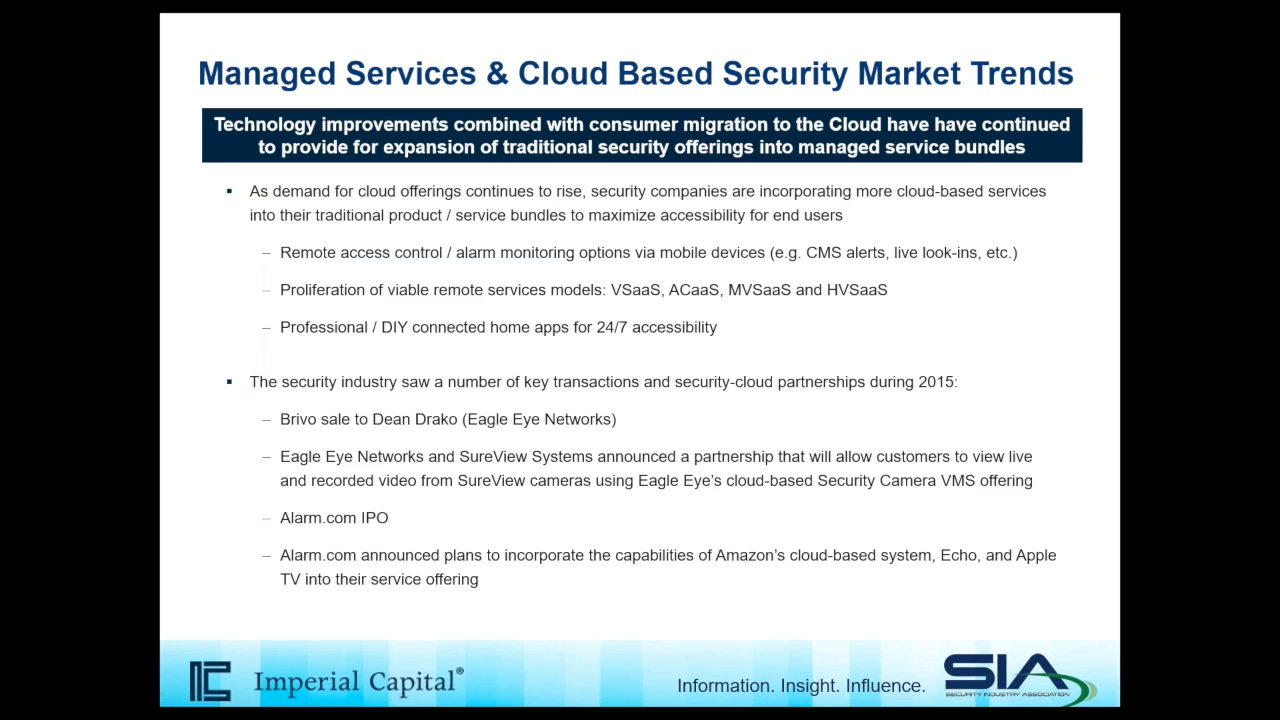 Managed Services & Cloud Based Security Market Trends
Technology improvements combined with consumer migration to the Cloud have have continued
to provide for expansion of traditional security offerings into managed service bundles
▪ As demand for cloud offerings continues to rise, security companies are incorporating more cloud-based services
into their traditional product / service bundles to maximize accessibility for end users
– Remote access control / alarm monitoring options via mobile devices (e.g. CMS alerts, live look-ins, etc.)
– Proliferation of viable remote services models: VSaaS, ACaaS, MVSaaS and HVSaaS
– Professional / DIY connected home apps for 24/7 accessibility
▪ The security industry saw a number of key transactions and security-cloud partnerships during 2015:
– Brivo sale to Dean Drako (Eagle Eye Networks)
– Eagle Eye Networks and SureView Systems announced a partnership that will allow customers to view live
and recorded video from SureView cameras using Eagle Eye’s cloud-based Security Camera VMS offering
– Alarm.com IPO
– Alarm.com announced plans to incorporate the capabilities of Amazon’s cloud-based system, Echo, and Apple
TV into their service offering
IC Imperial Capital®
Information. Insight. Influence.
SIA
SECURITY INDUSTRY ASSOCIATION